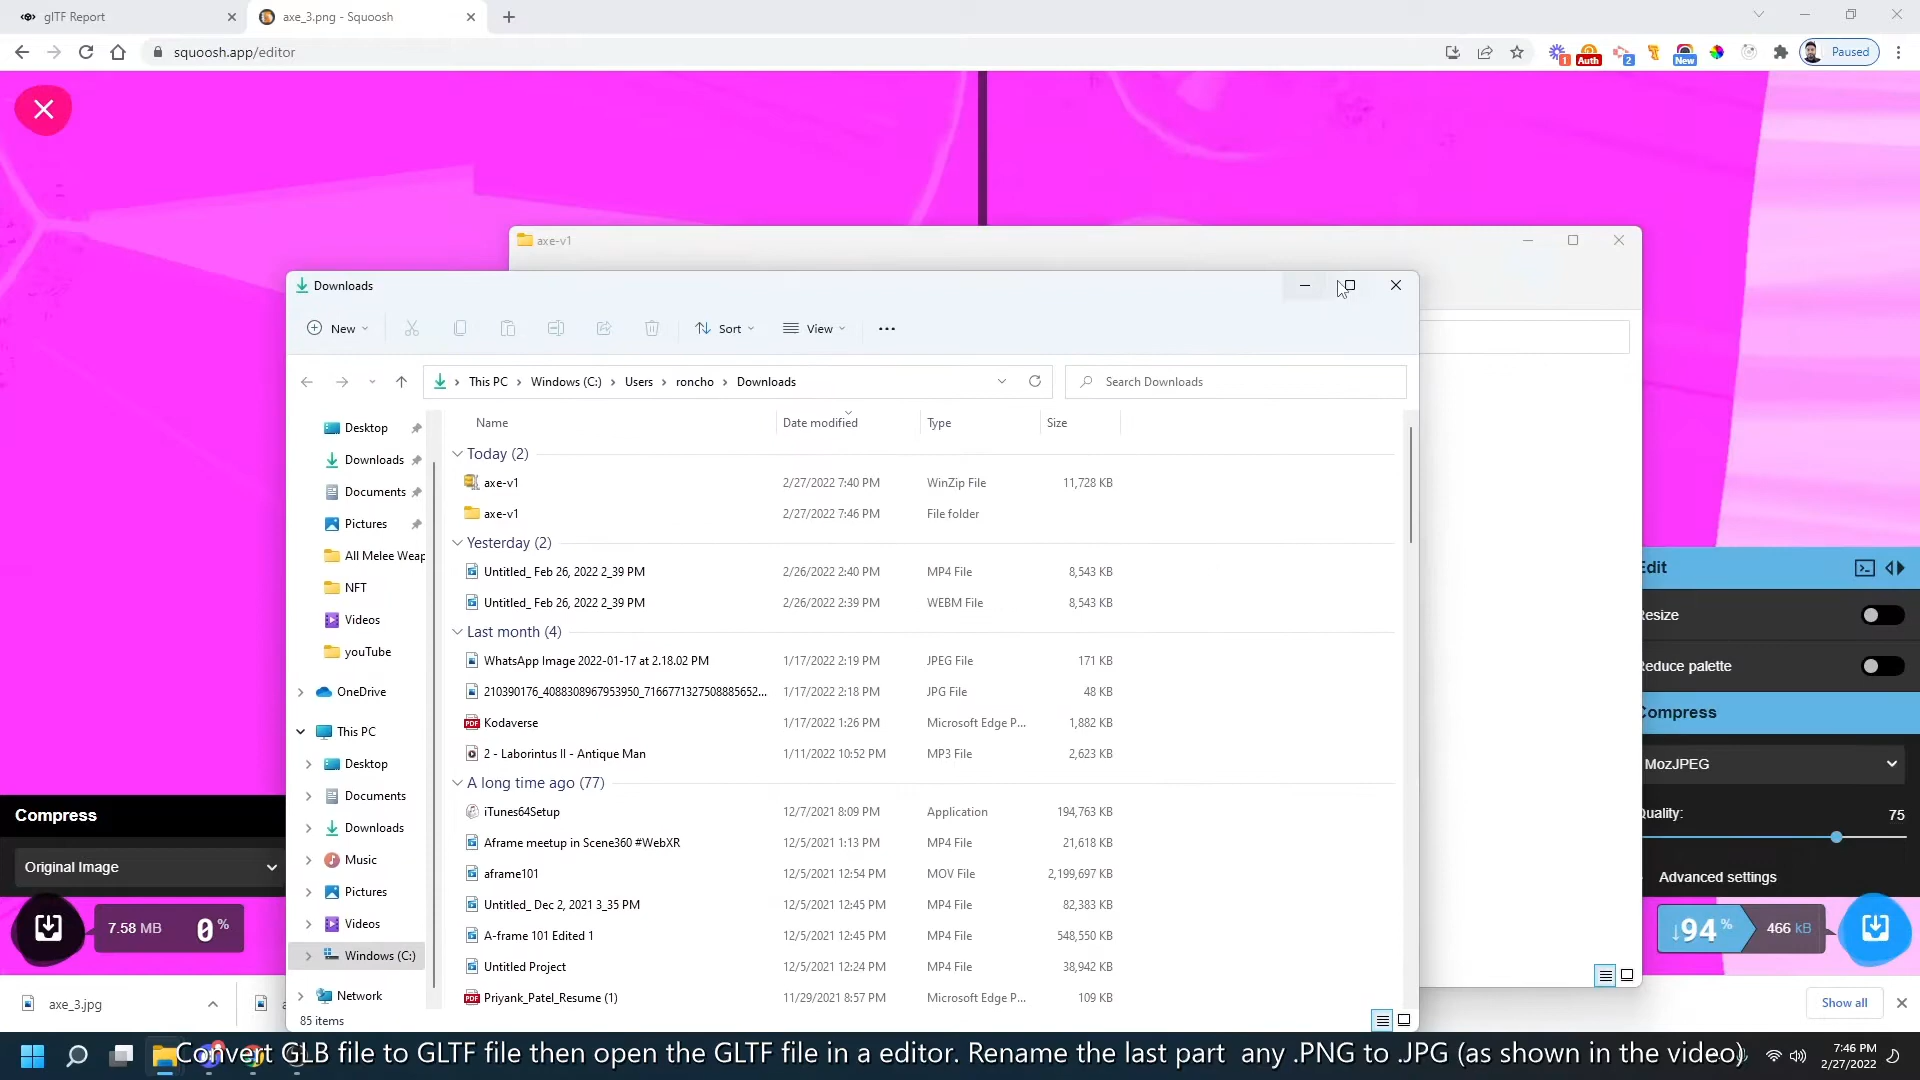 glTF Report
axe_3.png - Squoosh
squoosh.app/editor
1
Auth
2
New
Paused
axe-v1
Downloads
New
Sort
View
This PC > Windows (C:) > Users > roncho > Downloads
Search Downloads
Name
Date modified
Type
Size
Desktop
Downloads
Documents
Pictures
All Melee Weap
NFT
Videos
youTube
OneDrive
This PC
Desktop
Documents
Downloads
Music
Pictures
Videos
Windows (C:)
Network
Today (2)
axe-v1 2/27/2022 7:40 PM WinZip File 11,728 KB
axe-v1 2/27/2022 7:46 PM File folder
Yesterday (2)
Untitled_ Feb 26, 2022 2_39 PM 2/26/2022 2:40 PM MP4 File 8,543 KB
Untitled_ Feb 26, 2022 2_39 PM 2/26/2022 2:39 PM WEBM File 8,543 KB
Last month (4)
WhatsApp Image 2022-01-17 at 2.18.02 PM 1/17/2022 2:19 PM JPEG File 171 KB
210390176_4088308967953950_7166771327508885652... 1/17/2022 2:18 PM JPG File 48 KB
Kodaverse 1/17/2022 1:26 PM Microsoft Edge P... 1,882 KB
2 - Laborintus II - Antique Man 1/11/2022 10:52 PM MP3 File 2,623 KB
A long time ago (77)
iTunes64Setup 12/7/2021 8:09 PM Application 194,763 KB
Aframe meetup in Scene360 #WebXR 12/5/2021 1:13 PM MP4 File 21,618 KB
aframe101 12/5/2021 12:54 PM MOV File 2,199,697 KB
Untitled_ Dec 2, 2021 3_35 PM 12/5/2021 12:45 PM MP4 File 82,383 KB
A-frame 101 Edited 1 12/5/2021 12:45 PM MP4 File 548,550 KB
Untitled Project 12/5/2021 12:24 PM MP4 File 38,942 KB
Priyank_Patel_Resume (1) 11/29/2021 8:57 PM Microsoft Edge P... 109 KB
85 items
Edit
Resize
Reduce palette
Compress
MozJPEG
Quality: 75
Advanced settings
↓94 % 466 kB
Compress
Original Image
7.58 MB 0 %
axe_3.jpg
Show all
Convert GLB file to GLTF file then open the GLTF file in a editor. Rename the last part any .PNG to .JPG (as shown in the video)
7:46 PM
2/27/2022